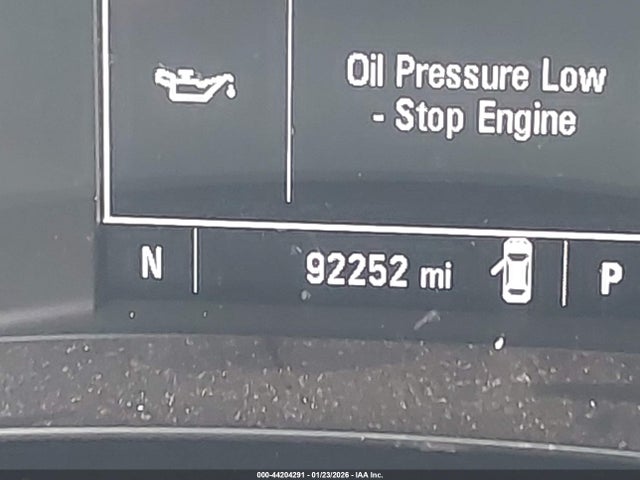 Oil Pressure Low
- Stop Engine
N
92252 mi
P
000-44204291 - 01/23/2026 - IAA Inc.